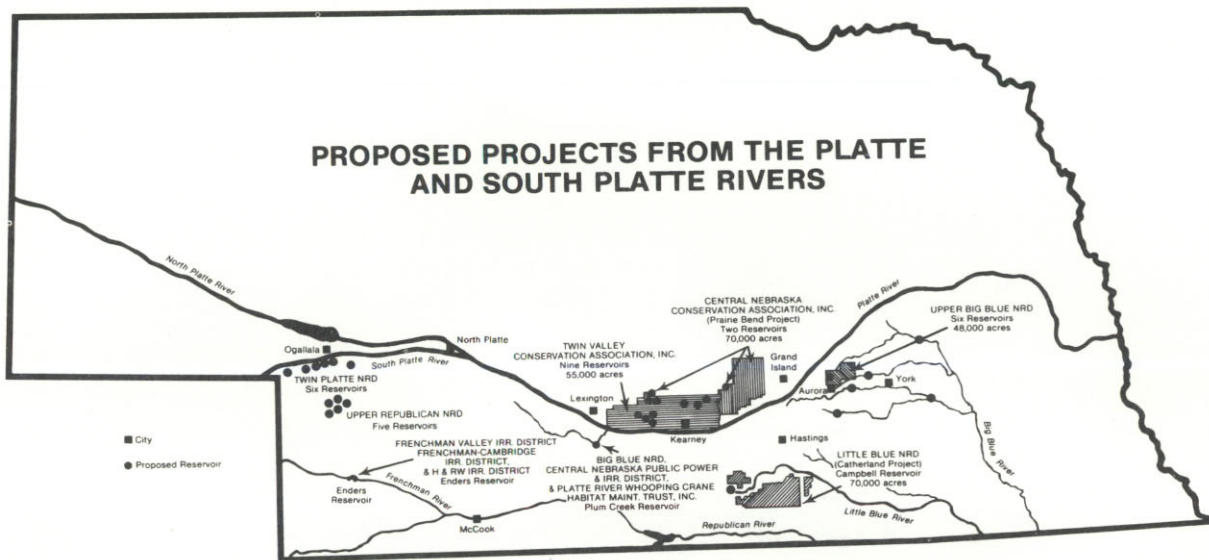 PROPOSED PROJECTS FROM THE PLATTE
AND SOUTH PLATTE RIVERS
North Platte River
Ogallala
South Platte River
North Platte
TWIN PLATTE NRD
Six Reservoirs
UPPER REPUBLICAN NRD
Five Reservoirs
City
Proposed Reservoir
FRENCHMAN VALLEY IRR. DISTRICT
FRENCHMAN-CAMBRIDGE
IRR. DISTRICT,
& H & RW IRR. DISTRICT
Enders Reservoir
Enders
Reservoir
Frenchman River
McCook
TWIN VALLEY
CONSERVATION ASSOCIATION, INC.
Nine Reservoirs
55,000 acres
Lexington
CENTRAL NEBRASKA
CONSERVATION ASSOCIATION, INC.
(Prairie Bend Project)
Two Reservoirs
70,000 acres
Grand
Island
Kearney
Platte River
UPPER BIG BLUE NRD
Six Reservoirs
48,000 acres
Aurora
York
Big Blue River
BIG BLUE NRD,
CENTRAL NEBRASKA PUBLIC POWER
& IRR. DISTRICT,
& PLATTE RIVER WHOOPING CRANE
HABITAT MAINT. TRUST, INC.
Plum Creek Reservoir
Hastings
LITTLE BLUE NRD
(Catherland Project)
Campbell Reservoir
70,000 acres
Little Blue River
Republican River